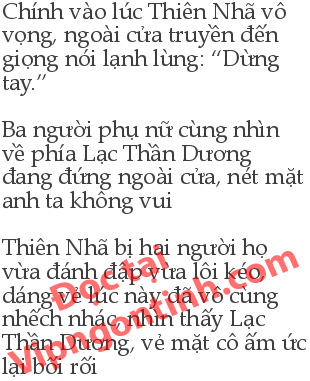 Chính vào lúc Thiên Nhã vô
vọng, ngoài cửa truyền đến
giọng nói lạnh lùng: “Dừng
tay.”
Ba người phụ nữ cùng nhìn
về phía Lạc Thần Dương
đang đứng ngoài cửa, nét mặt
anh ta không vui
Thiên Nhã bị hai người họ
vừa đánh đập vừa lôi kéo,
dáng vẻ lúc này đã vô cùng
nhếch nhác, nhìn thấy Lạc
Thần Dương, vẻ mặt cô ấm ức
lại bối rối
Đọc tại
Vipngontinh.com